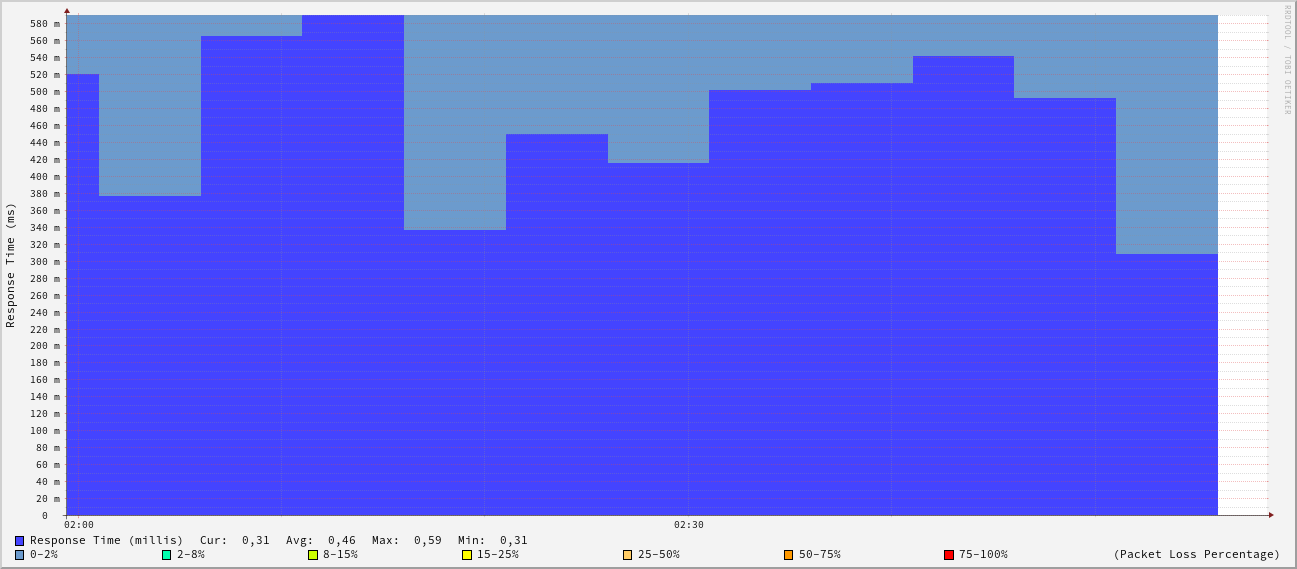 RRDTOOL / TOBI OETIKER
Response Time (ms)
580 m
560 m
540 m
520 m
500 m
480 m
460 m
440 m
420 m
400 m
380 m
360 m
340 m
320 m
300 m
280 m
260 m
240 m
220 m
200 m
180 m
160 m
140 m
120 m
100 m
80 m
60 m
40 m
20 m
0
02:00 02:30
Response Time (millis) Cur: 0,31 Avg: 0,46 Max: 0,59 Min: 0,31
0-2% 2-8% 8-15% 15-25% 25-50% 50-75% 75-100% (Packet Loss Percentage)